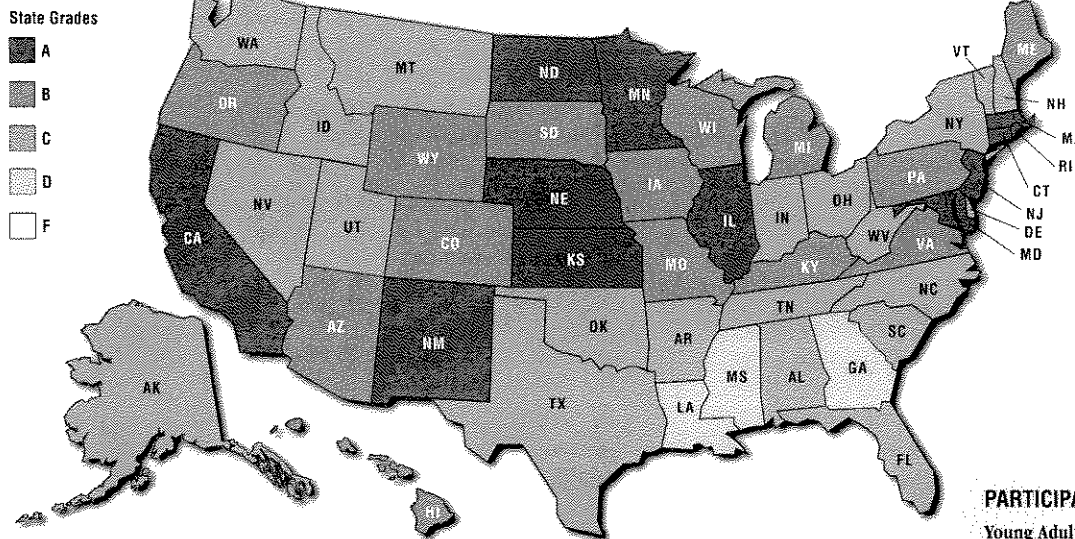 State Grades
A
B
C
D
F
WA
MT
ND
MN
OR
ID
WY
SD
WI
MI
VT
ME
NH
NY
M
RI
CT
NJ
DE
MD
NV
UT
CO
NE
IA
IL
IN
OH
PA
WV
VA
CA
KS
MO
KY
AZ
NM
OK
AR
TN
NC
SC
MS
AL
GA
AK
TX
LA
FL
HI
PARTICIPA
Young Adul